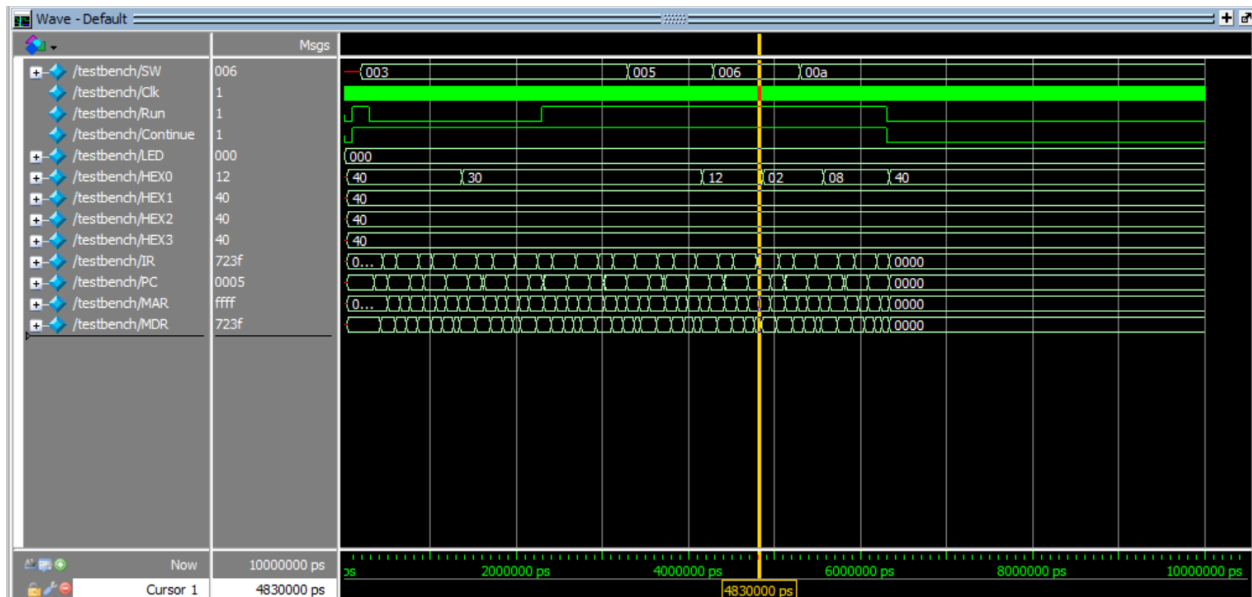 Wave - Default
Msgs
/testbench/SW 006 003 005 006 00a
/testbench/Clk 1
/testbench/Run 1
/testbench/Continue 1
/testbench/LED 000 000
/testbench/HEX0 12 40 30 12 02 08 40
/testbench/HEX1 40 40
/testbench/HEX2 40 40
/testbench/HEX3 40 40
/testbench/IR 723f 0... 0000
/testbench/PC 0005 0000
/testbench/MAR ffff 0... 0000
/testbench/MDR 723f 0000
Now 10000000 ps ps 2000000 ps 4000000 ps 6000000 ps 8000000 ps 10000000 ps
Cursor 1 4830000 ps 4830000 ps